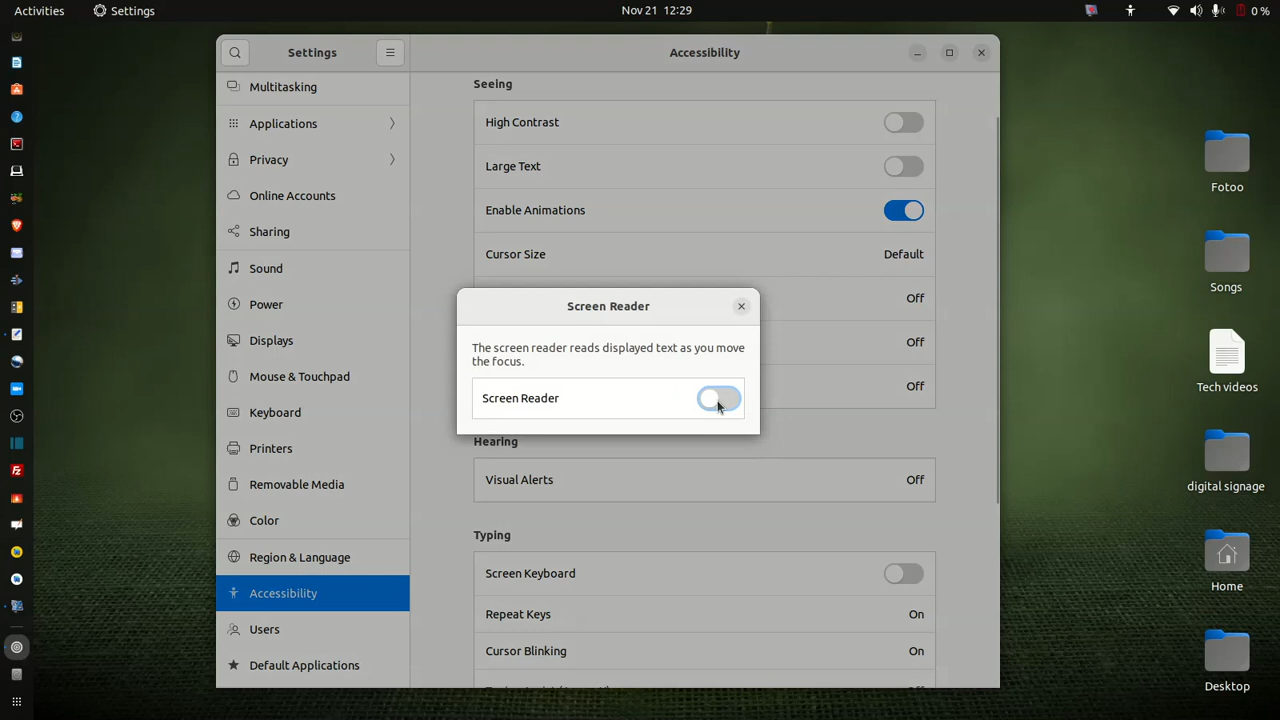 Activities
Settings
Nov 21 12:29
0 %
Settings
Accessibility
Multitasking
Applications
Privacy
Online Accounts
Sharing
Sound
Power
Displays
Mouse & Touchpad
Keyboard
Printers
Removable Media
Color
Region & Language
Accessibility
Users
Default Applications
Seeing
High Contrast
Large Text
Enable Animations
Cursor Size Default
Off
Off
Off
Screen Reader
The screen reader reads displayed text as you move
the focus.
Screen Reader
Hearing
Visual Alerts Off
Typing
Screen Keyboard
Repeat Keys On
Cursor Blinking On
Fotoo
Songs
Tech videos
digital signage
Home
Desktop